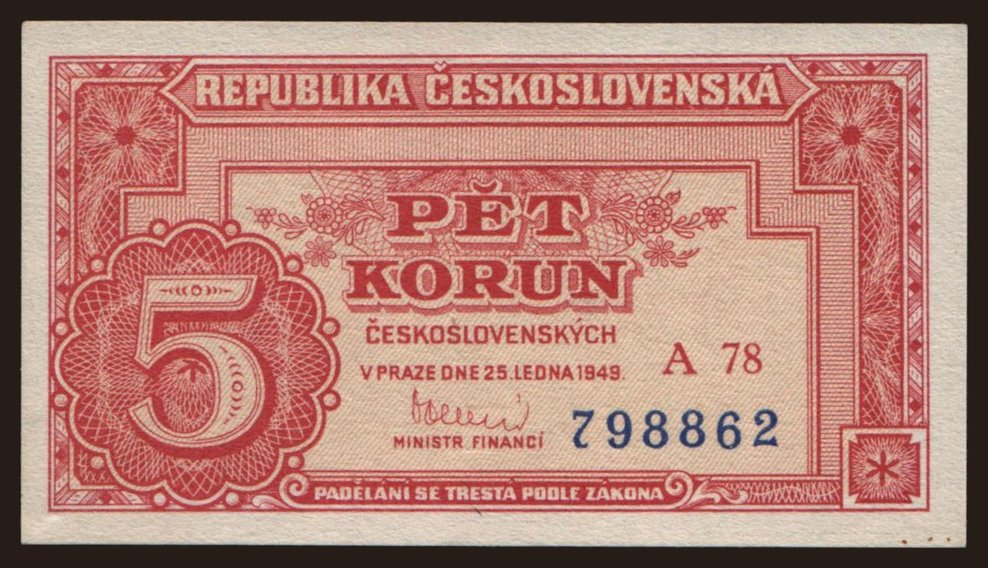 REPUBLIKA ČESKOSLOVENSKÁ
PĚT
KORUN
ČESKOSLOVENSKÝCH
V PRAZE DNE 25. LEDNA 1949.
A 78
5
MINISTR FINANCÍ
798862
PADĚLÁNÍ SE TRESTÁ PODLE ZÁKONA